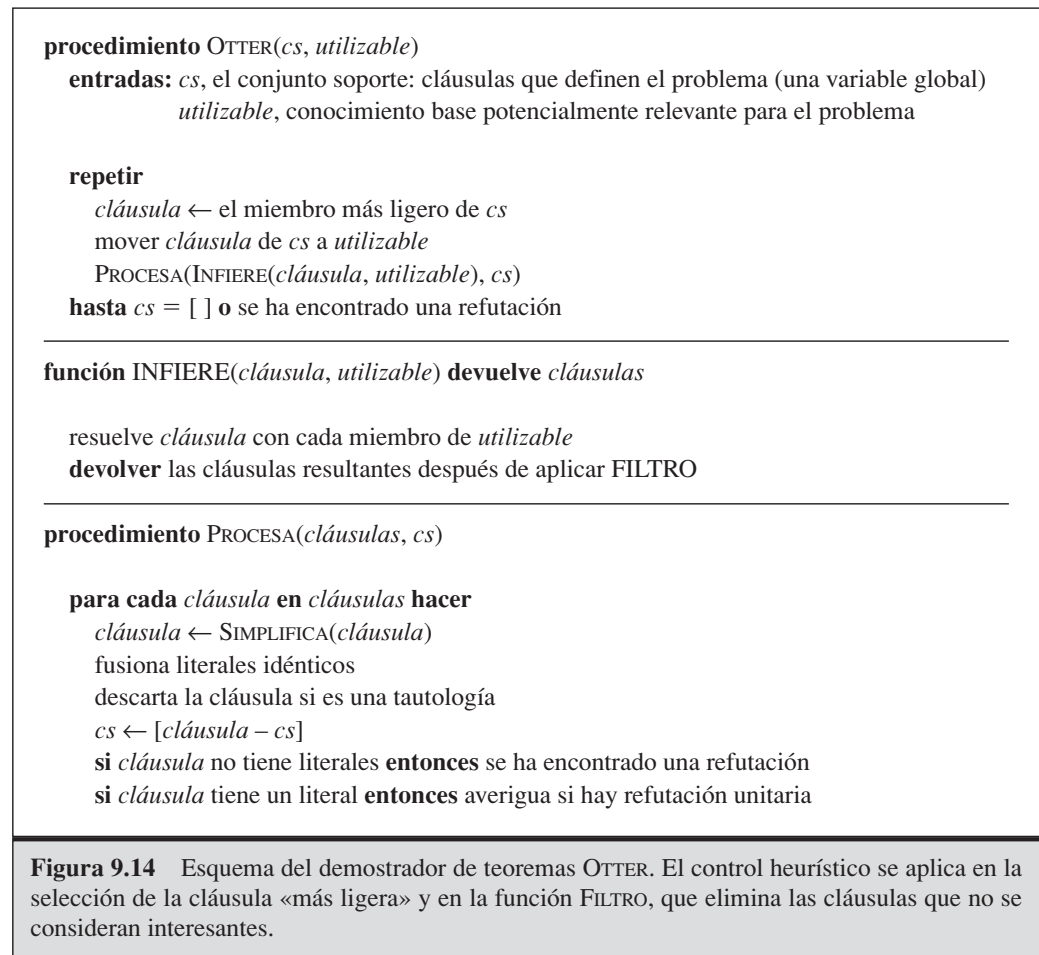 procedimiento OTTER(cs, utilizable)
entradas: cs, el conjunto soporte: cláusulas que definen el problema (una variable global)
utilizable, conocimiento base potencialmente relevante para el problema
repetir
cláusula ← el miembro más ligero de cs
mover cláusula de cs a utilizable
PROCESA(INFIERE(cláusula, utilizable), cs)
hasta cs = [ ] o se ha encontrado una refutación
función INFIERE(cláusula, utilizable) devuelve cláusulas
resuelve cláusula con cada miembro de utilizable
devolver las cláusulas resultantes después de aplicar FILTRO
procedimiento PROCESA(cláusulas, cs)
para cada cláusula en cláusulas hacer
cláusula ← SIMPLIFICA(cláusula)
fusiona literales idénticos
descarta la cláusula si es una tautología
cs ← [cláusula – cs]
si cláusula no tiene literales entonces se ha encontrado una refutación
si cláusula tiene un literal entonces averigua si hay refutación unitaria
Figura 9.14 Esquema del demostrador de teoremas OTTER. El control heurístico se aplica en la
selección de la cláusula «más ligera» y en la función FILTRO, que elimina las cláusulas que no se
consideran interesantes.